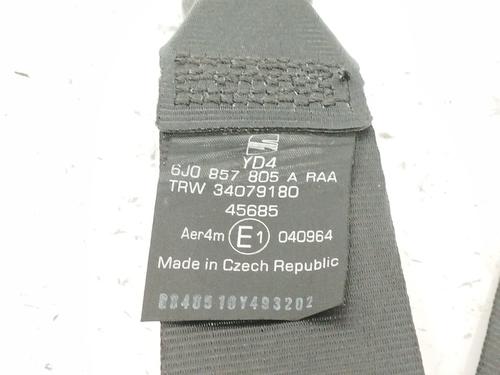 YD4
6J0 857 805 A RAA
TRW 34079180
45685
Aer4m E1 040964
Made in Czech Republic